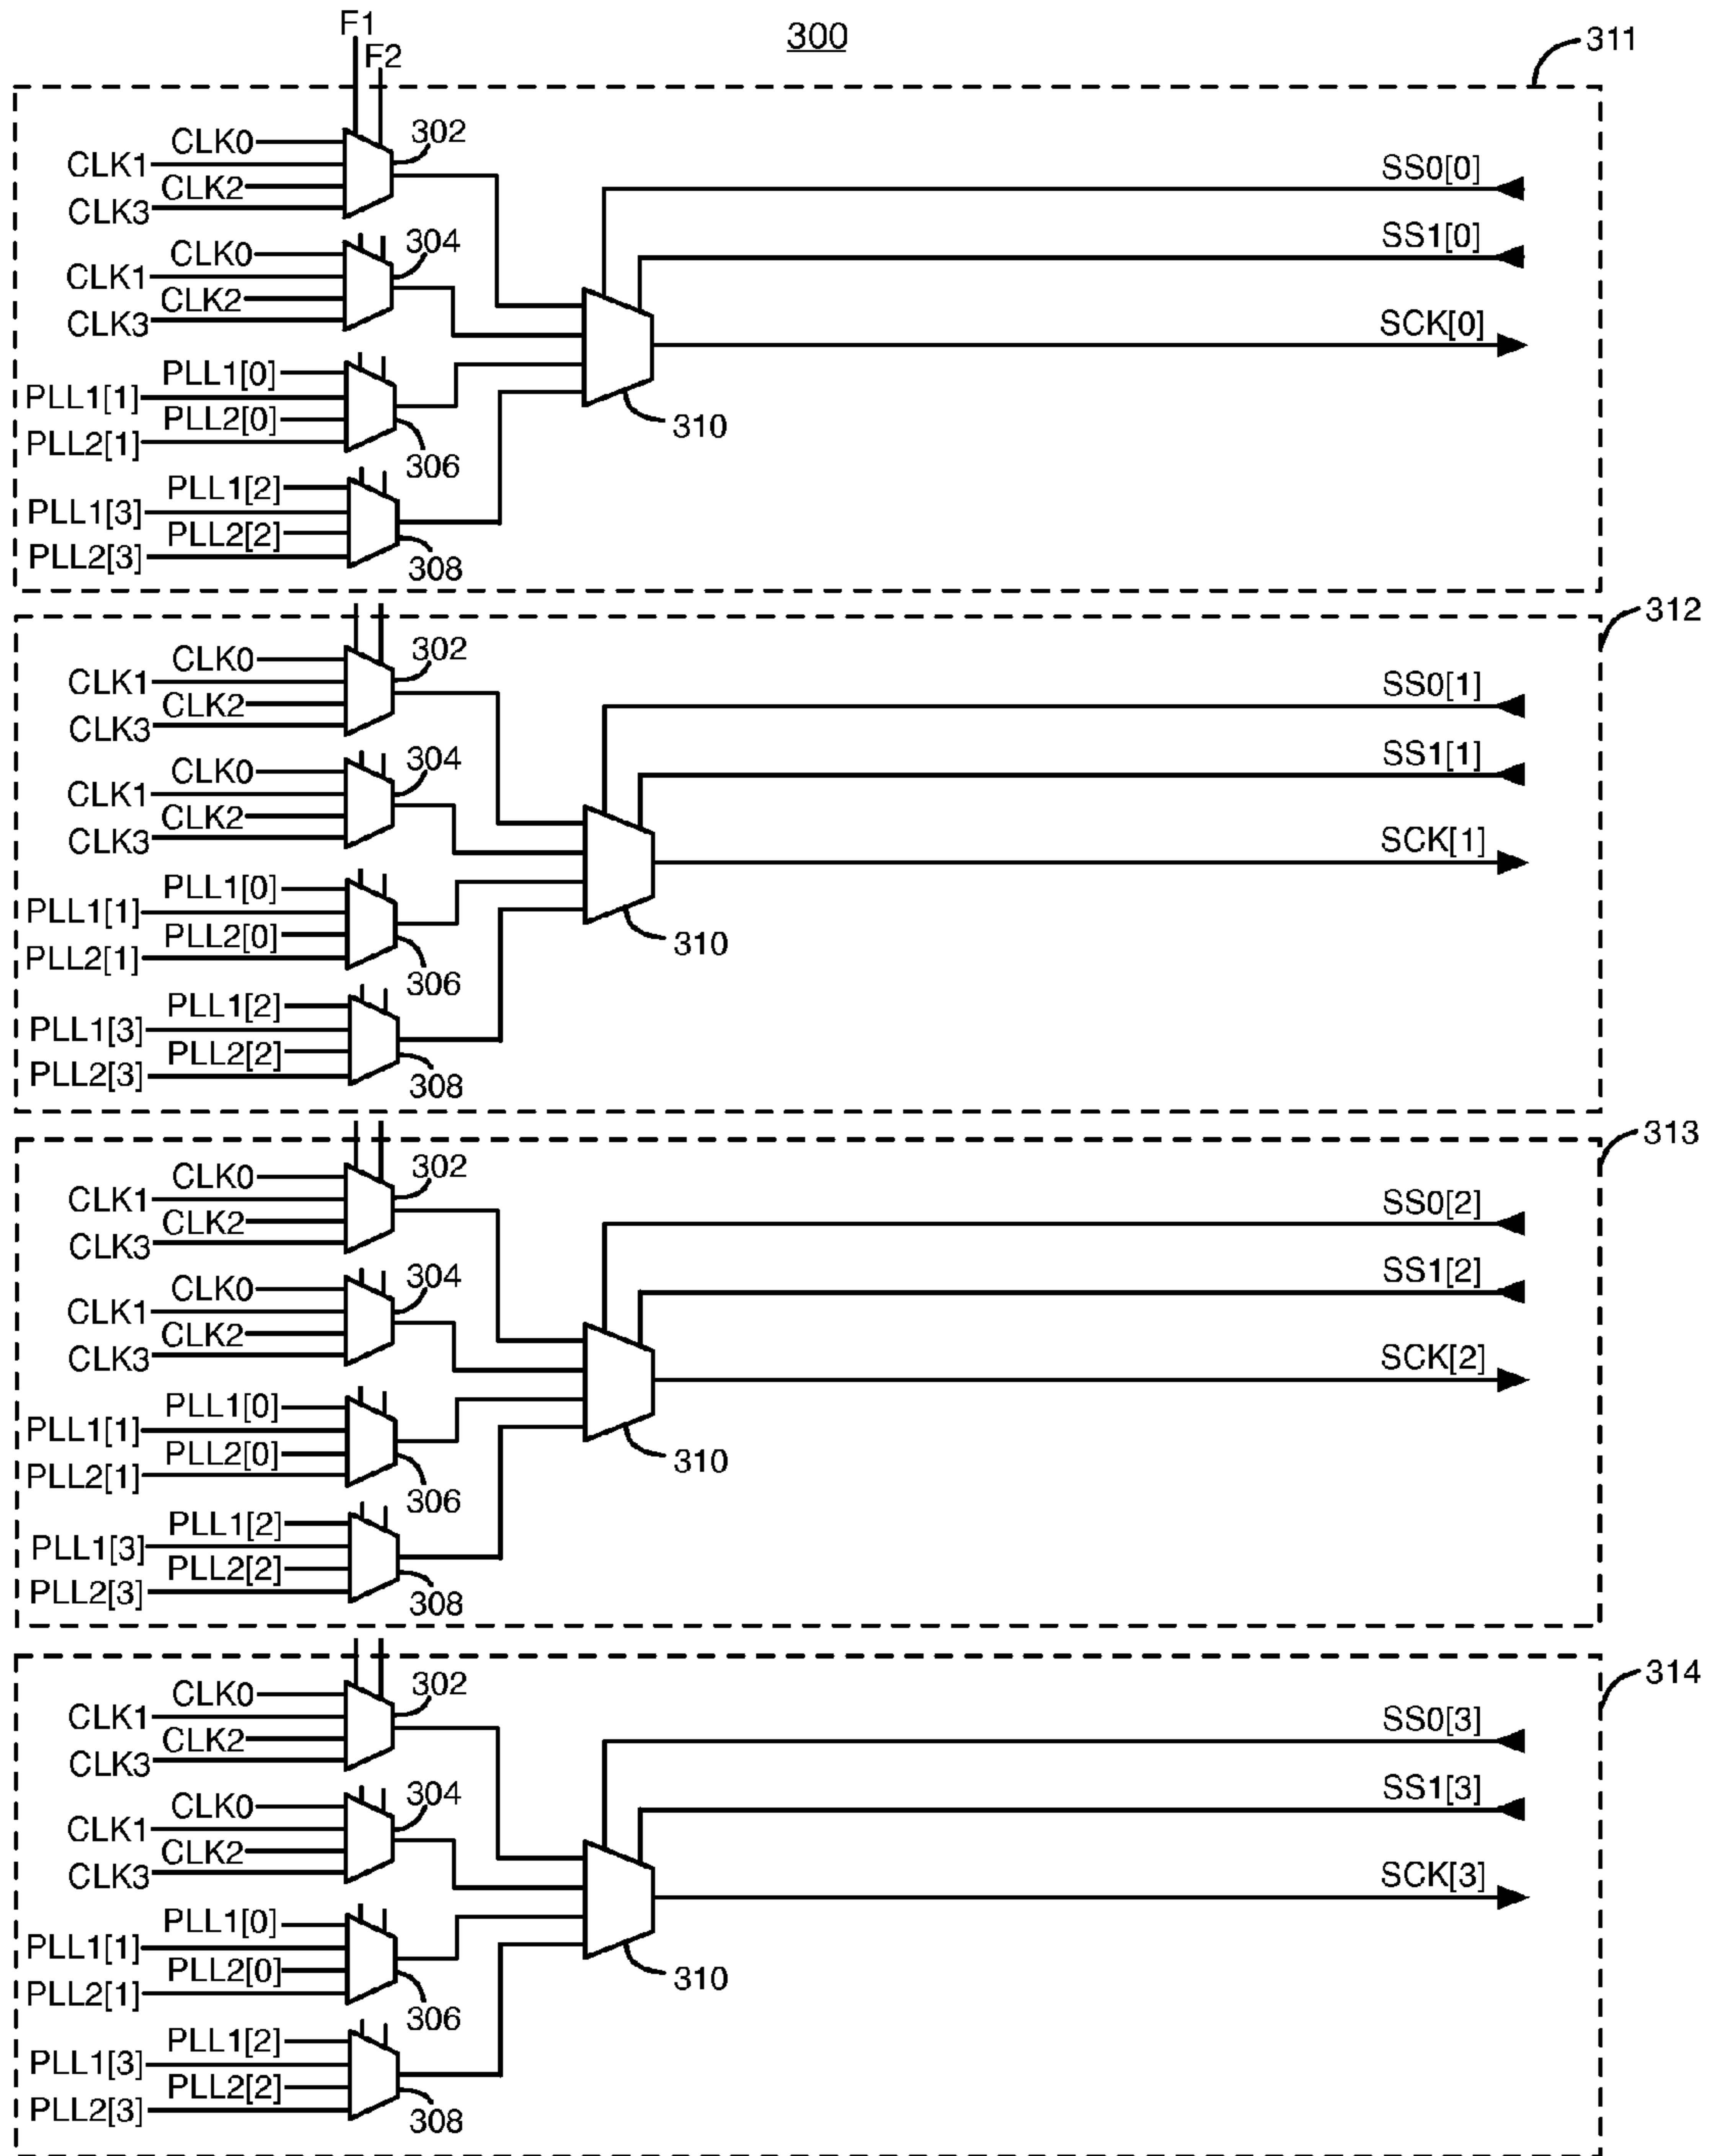 F1
F2
300
311
CLK0
302
CLK1
CLK2
CLK3
SS0[0]
CLK0
304
CLK1
CLK2
CLK3
SS1[0]
SCK[0]
PLL1[0]
PLL1[1]
PLL2[0]
PLL2[1]
306
310
PLL1[2]
PLL1[3]
PLL2[2]
PLL2[3]
308
312
CLK0
302
CLK1
CLK2
CLK3
SS0[1]
CLK0
304
CLK1
CLK2
CLK3
SS1[1]
SCK[1]
PLL1[0]
PLL1[1]
PLL2[0]
PLL2[1]
306
310
PLL1[2]
PLL1[3]
PLL2[2]
PLL2[3]
308
313
CLK0
302
CLK1
CLK2
CLK3
SS0[2]
CLK0
304
CLK1
CLK2
CLK3
SS1[2]
SCK[2]
PLL1[0]
PLL1[1]
PLL2[0]
PLL2[1]
306
310
PLL1[2]
PLL1[3]
PLL2[2]
PLL2[3]
308
314
CLK0
302
CLK1
CLK2
CLK3
SS0[3]
CLK0
304
CLK1
CLK2
CLK3
SS1[3]
SCK[3]
PLL1[0]
PLL1[1]
PLL2[0]
PLL2[1]
306
310
PLL1[2]
PLL1[3]
PLL2[2]
PLL2[3]
308